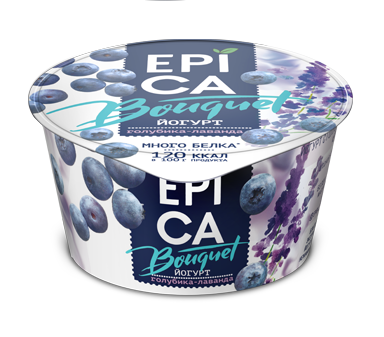 EPI
CA
Bouquet
ЙОГУРТ
голубика-лаванда
МНОГО БЕЛКА*
120 ККАЛ
в 100 г продукта
EPI
CA
Bouquet
ЙОГУРТ
голубика-лаванда